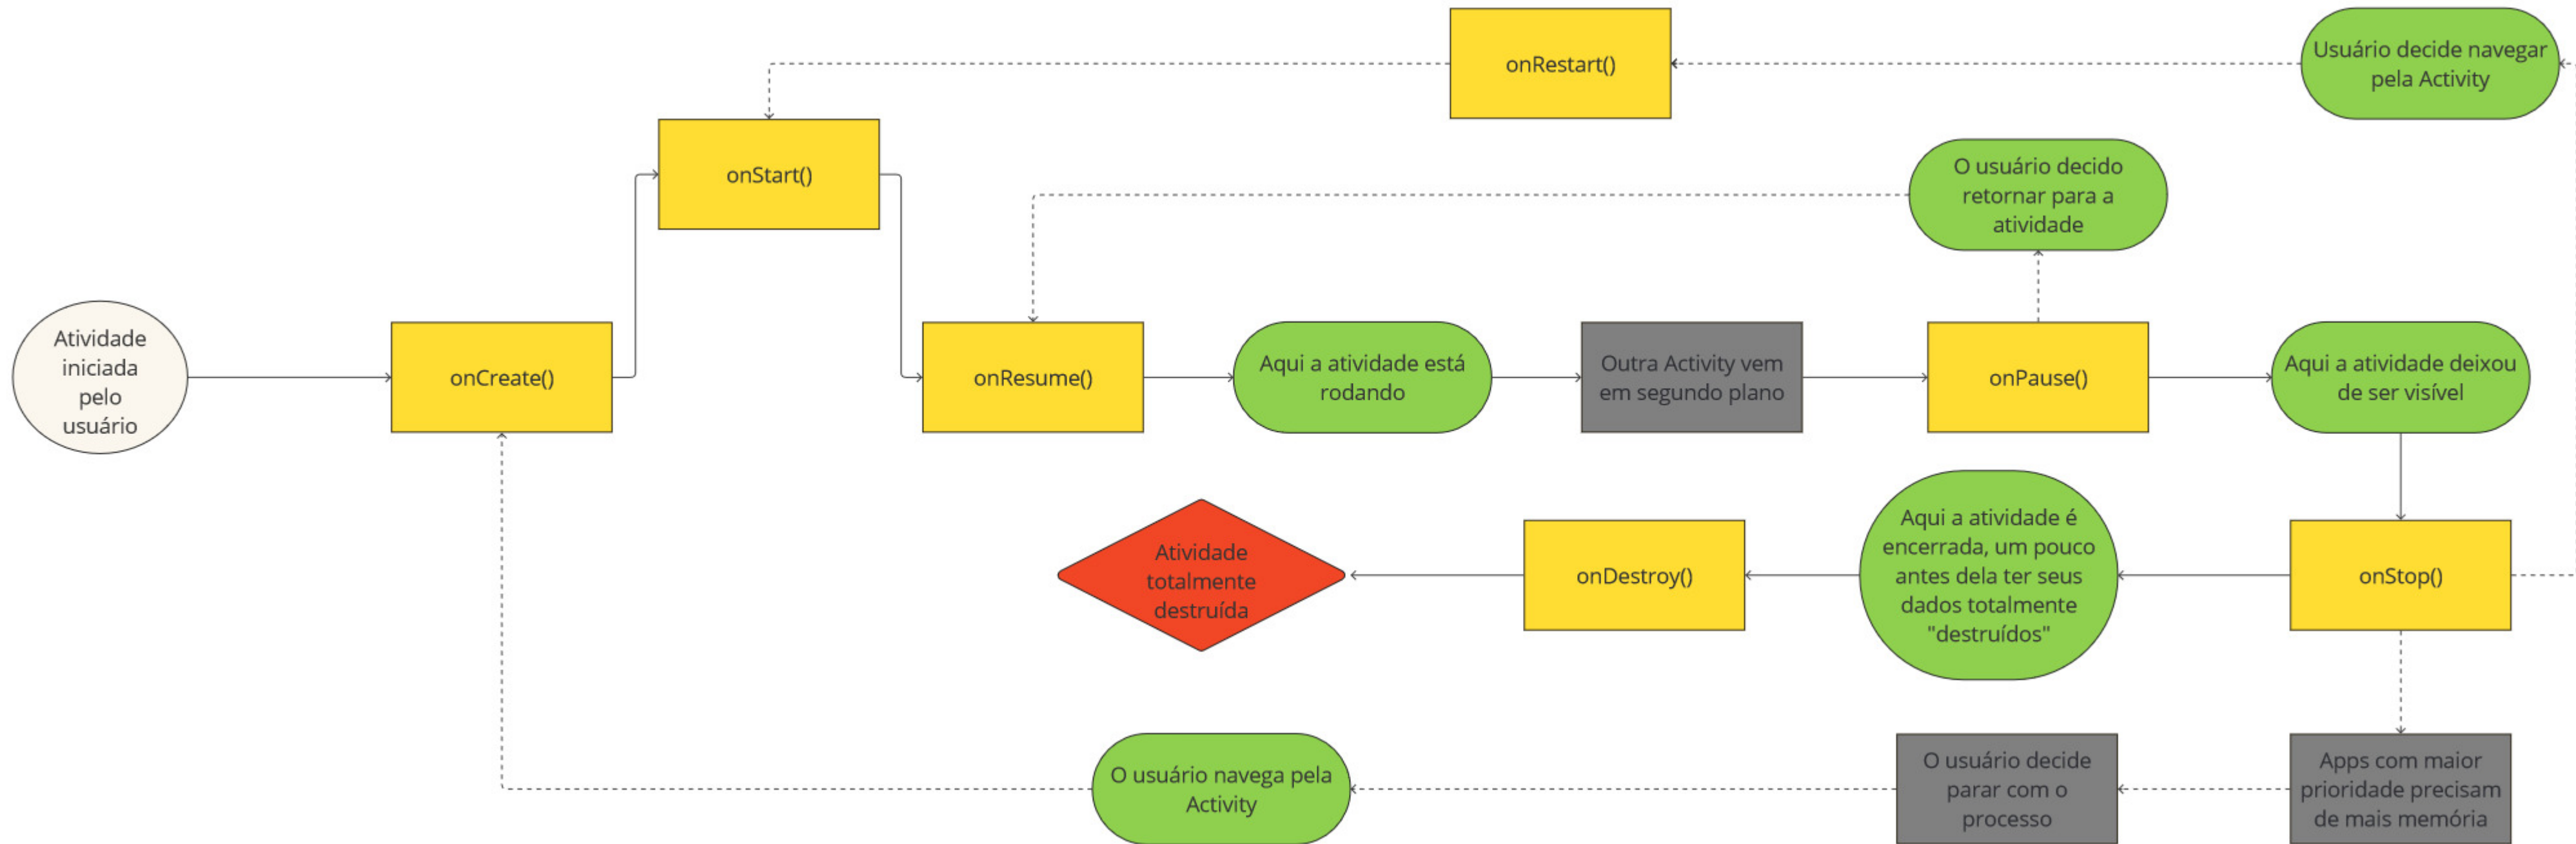 onRestart()
Usuário decide navegar
pela Activity
onStart()
O usuário decido
retornar para a
atividade
Atividade
iniciada
pelo
usuário
onCreate()
onResume()
Aqui a atividade está
rodando
Outra Activity vem
em segundo plano
onPause()
Aqui a atividade deixou
de ser visível
Atividade
totalmente
destruída
onDestroy()
Aqui a atividade é
encerrada, um pouco
antes dela ter seus
dados totalmente
"destruídos"
onStop()
O usuário navega pela
Activity
O usuário decide
parar com o
processo
Apps com maior
prioridade precisam
de mais memória